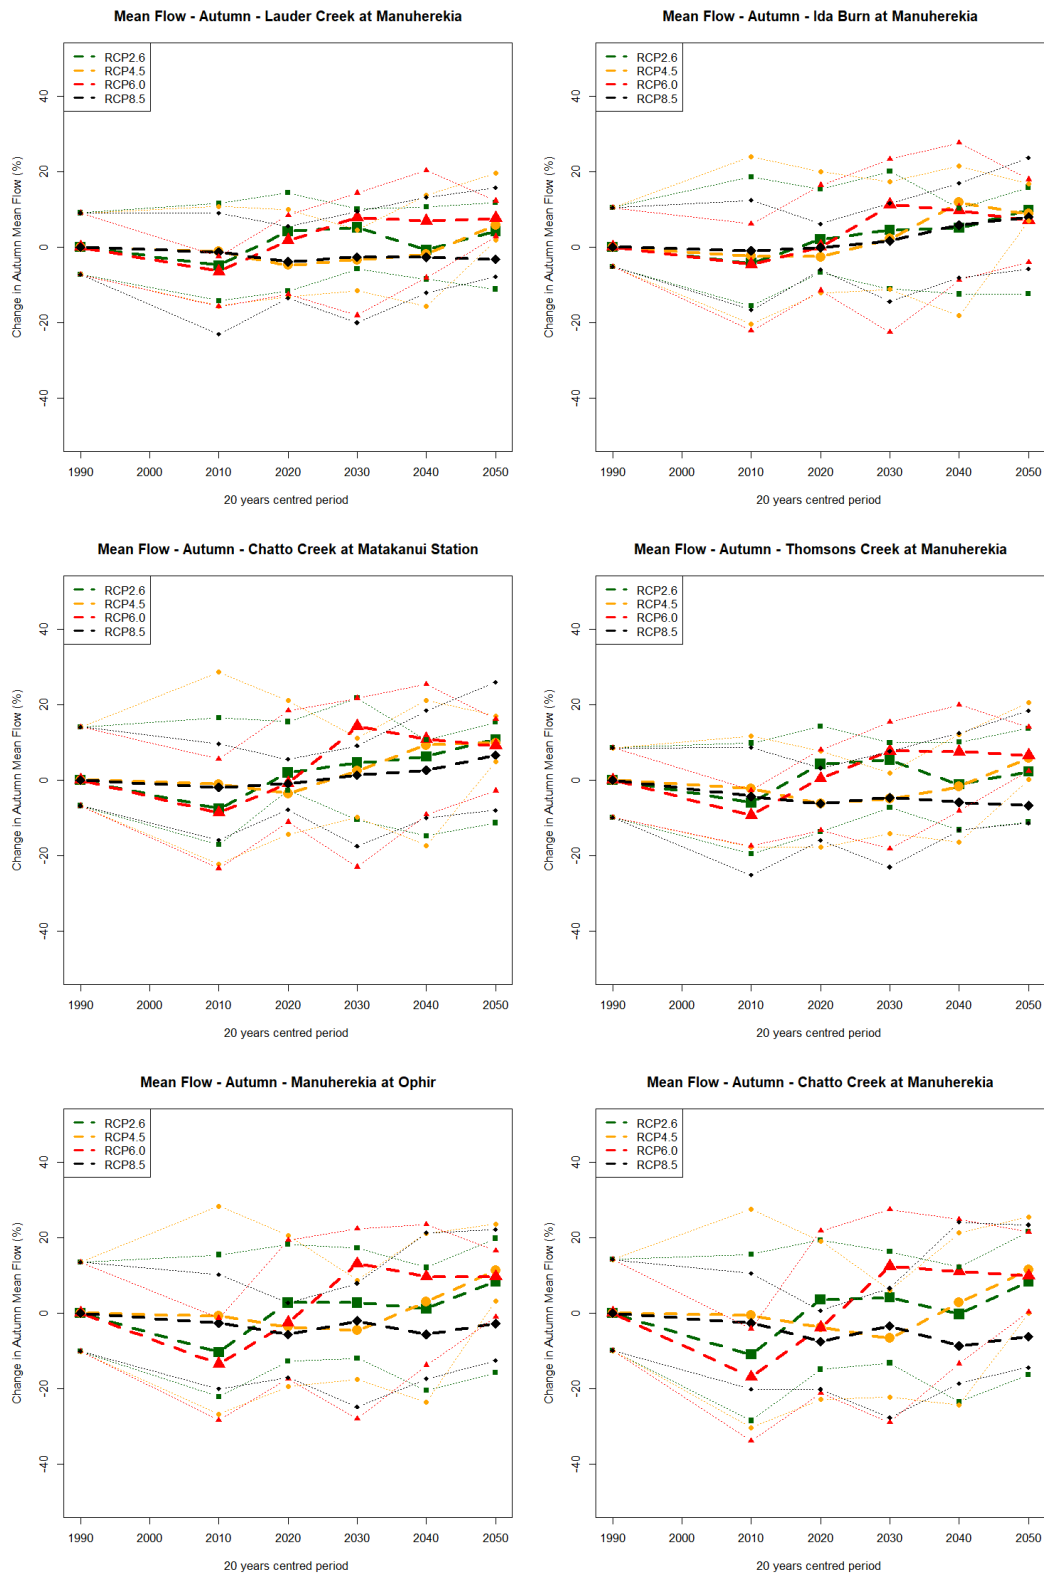 Mean Flow - Autumn - Lauder Creek at Manuherekia
RCP2.6
RCP4.5
RCP6.0
RCP8.5
Change in Autumn Mean Flow (%)
40
20
0
-20
-40
1990 2000 2010 2020 2030 2040 2050
20 years centred period
Mean Flow - Autumn - Ida Burn at Manuherekia
RCP2.6
RCP4.5
RCP6.0
RCP8.5
Change in Autumn Mean Flow (%)
40
20
0
-20
-40
1990 2000 2010 2020 2030 2040 2050
20 years centred period
Mean Flow - Autumn - Chatto Creek at Matakanui Station
RCP2.6
RCP4.5
RCP6.0
RCP8.5
Change in Autumn Mean Flow (%)
40
20
0
-20
-40
1990 2000 2010 2020 2030 2040 2050
20 years centred period
Mean Flow - Autumn - Thomsons Creek at Manuherekia
RCP2.6
RCP4.5
RCP6.0
RCP8.5
Change in Autumn Mean Flow (%)
40
20
0
-20
-40
1990 2000 2010 2020 2030 2040 2050
20 years centred period
Mean Flow - Autumn - Manuherekia at Ophir
RCP2.6
RCP4.5
RCP6.0
RCP8.5
Change in Autumn Mean Flow (%)
40
20
0
-20
-40
1990 2000 2010 2020 2030 2040 2050
20 years centred period
Mean Flow - Autumn - Chatto Creek at Manuherekia
RCP2.6
RCP4.5
RCP6.0
RCP8.5
Change in Autumn Mean Flow (%)
40
20
0
-20
-40
1990 2000 2010 2020 2030 2040 2050
20 years centred period